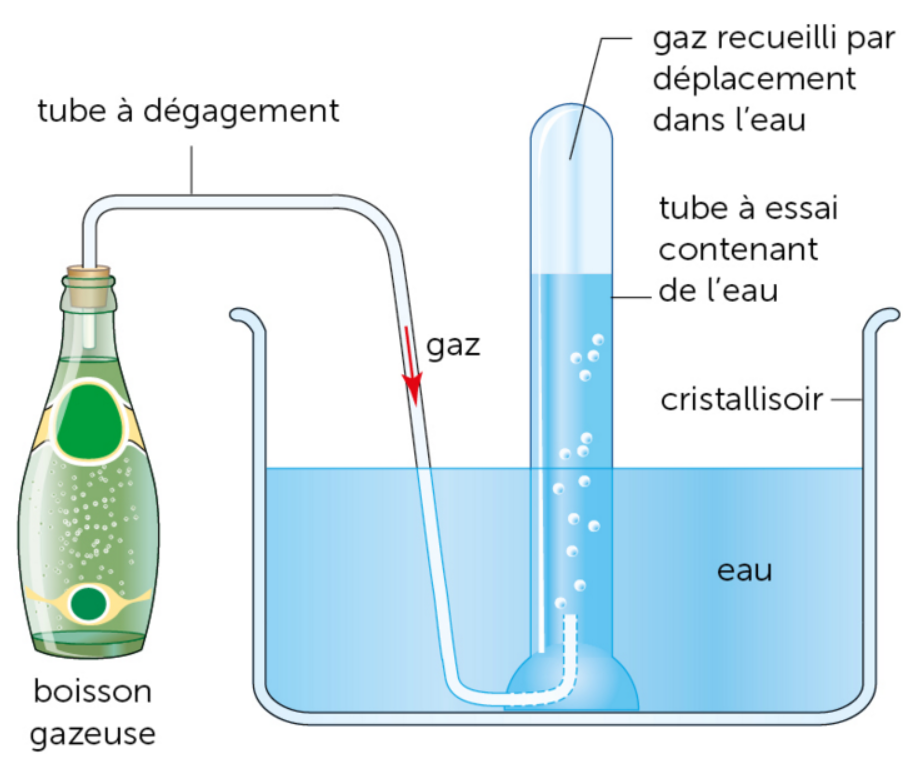 tube à dégagement
gaz recueilli par
déplacement
dans l'eau
tube à essai
contenant
de l'eau
gaz
cristallisoir
eau
boisson
gazeuse